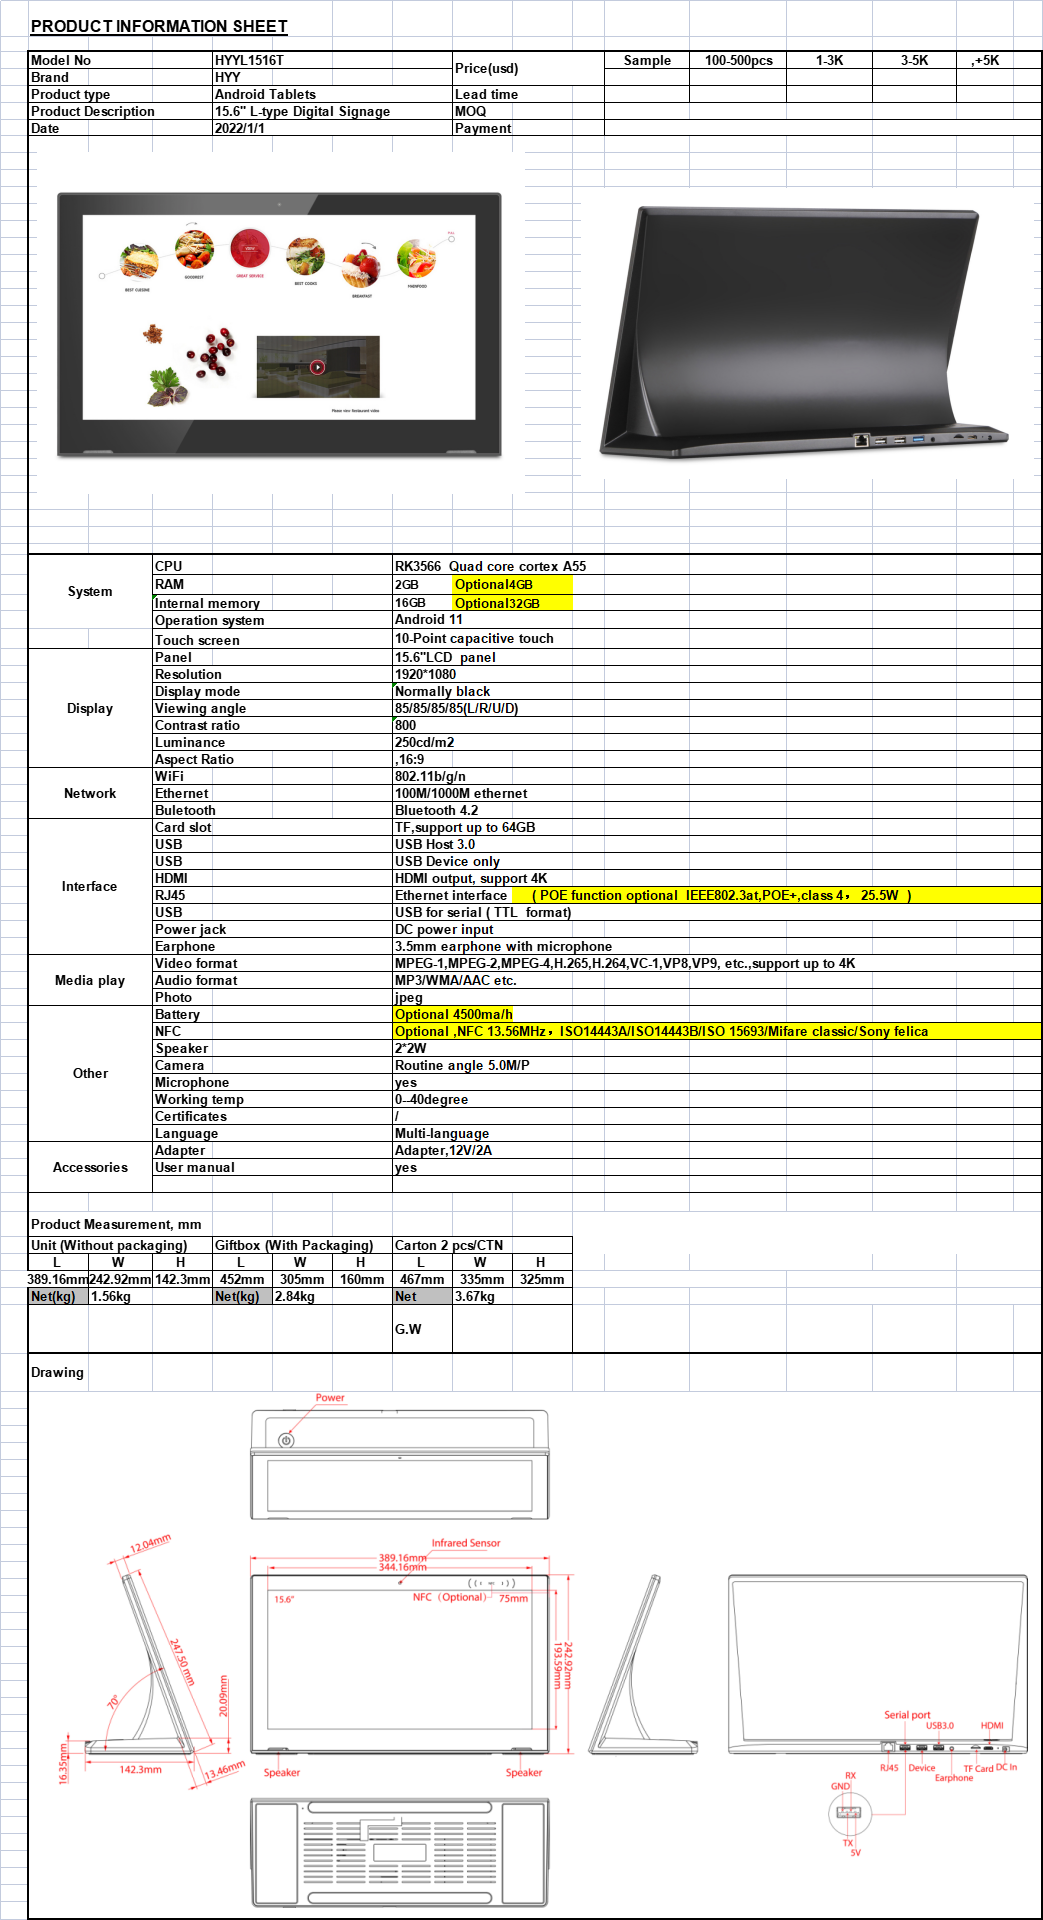 PRODUCT INFORMATION SHEET
Model No HYYL1516T Price(usd) Sample 100-500pcs 1-3K 3-5K ,+5K
Brand HYY
Product type Android Tablets Lead time
Product Description 15.6" L-type Digital Signage MOQ
Date 2022/1/1 Payment
FULL
VIEW
BEST CUISINE
GOODREST
GREAT SERVICE
BEST COOKS
BREAKFAST
FAINFOOD
Please view Restaurant video
System
CPU RK3566 Quad core cortex A55
RAM 2GB Optional4GB
Internal memory 16GB Optional32GB
Operation system Android 11
Touch screen 10-Point capacitive touch
Display
Panel 15.6"LCD panel
Resolution 1920*1080
Display mode Normally black
Viewing angle 85/85/85/85(L/R/U/D)
Contrast ratio 800
Luminance 250cd/m2
Aspect Ratio ,16:9
Network
WiFi 802.11b/g/n
Ethernet 100M/1000M ethernet
Buletooth Bluetooth 4.2
Interface
Card slot TF,support up to 64GB
USB USB Host 3.0
USB USB Device only
HDMI HDMI output, support 4K
RJ45 Ethernet interface ( POE function optional IEEE802.3at,POE+,class 4， 25.5W )
USB USB for serial ( TTL format)
Power jack DC power input
Earphone 3.5mm earphone with microphone
Media play
Video format MPEG-1,MPEG-2,MPEG-4,H.265,H.264,VC-1,VP8,VP9, etc.,support up to 4K
Audio format MP3/WMA/AAC etc.
Photo jpeg
Other
Battery Optional 4500ma/h
NFC Optional ,NFC 13.56MHz，ISO14443A/ISO14443B/ISO 15693/Mifare classic/Sony felica
Speaker 2*2W
Camera Routine angle 5.0M/P
Microphone yes
Working temp 0--40degree
Certificates /
Language Multi-language
Accessories
Adapter Adapter,12V/2A
User manual yes
Product Measurement, mm
Unit (Without packaging) Giftbox (With Packaging) Carton 2 pcs/CTN
L W H L W H L W H
389.16mm 242.92mm 142.3mm 452mm 305mm 160mm 467mm 335mm 325mm
Net(kg) 1.56kg Net(kg) 2.84kg Net 3.67kg
G.W
Drawing
Power
12.04mm
247.50 mm
70°
20.09mm
16.35mm
142.3mm
13.46mm
Infrared Sensor
389.16mm
344.16mm
15.6"
NFC（Optional） 75mm
242.92mm
193.59mm
Speaker Speaker
Serial port
USB3.0 HDMI
RJ45 Device Earphone TF Card DC In
RX
GND
TX
5V